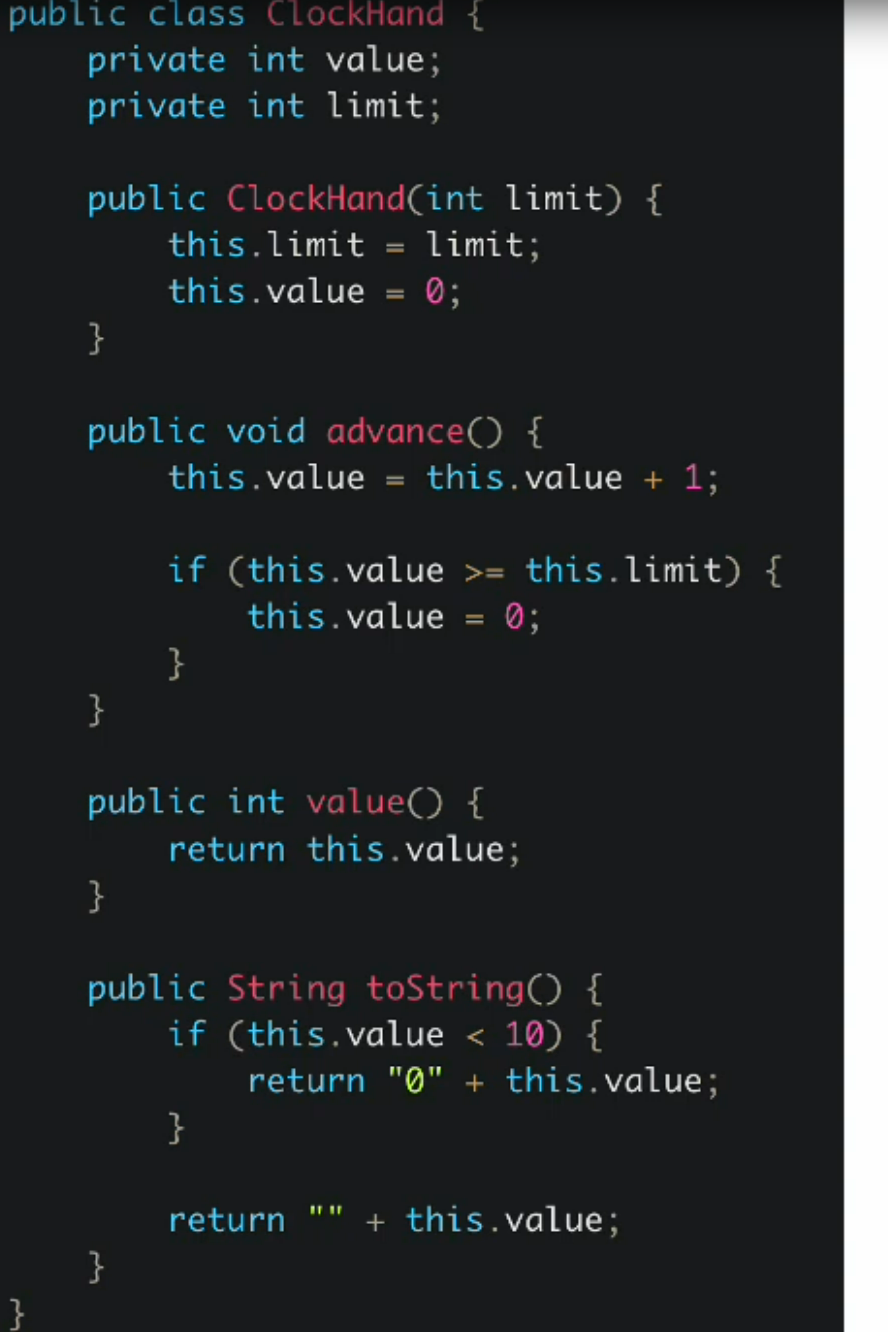 public class ClockHand {
    private int value;
    private int limit;

    public ClockHand(int limit) {
        this.limit = limit;
        this.value = 0;
    }

    public void advance() {
        this.value = this.value + 1;

        if (this.value >= this.limit) {
            this.value = 0;
        }
    }

    public int value() {
        return this.value;
    }

    public String toString() {
        if (this.value < 10) {
            return "0" + this.value;
        }

        return "" + this.value;
    }
}